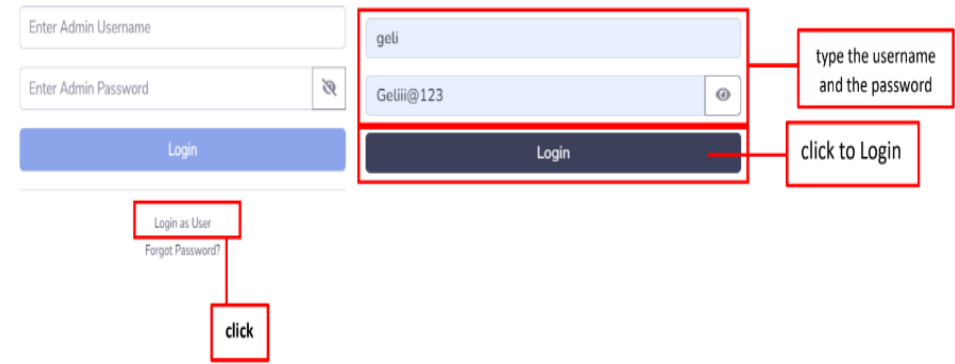 Enter Admin Username
Enter Admin Password
Login
Login as User
Forgot Password?
click
geli
Geliii@123
Login
type the username
and the password
click to Login